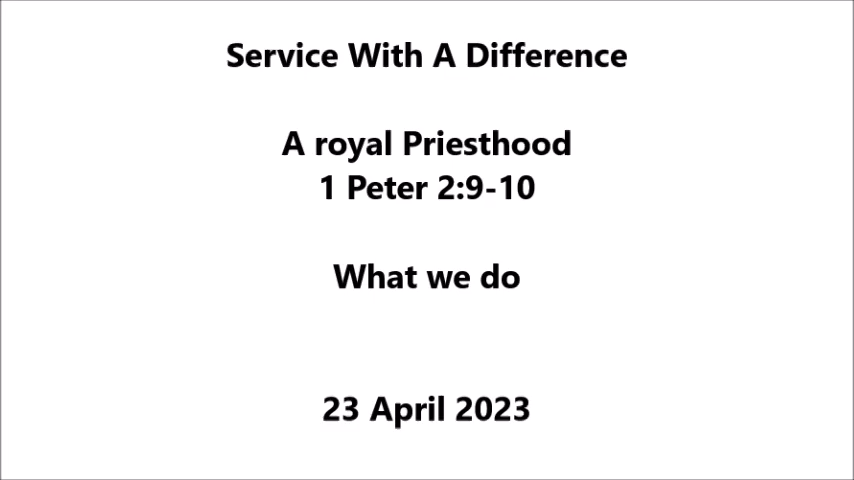 Service With A Difference
A royal Priesthood
1 Peter 2:9-10
What we do
23 April 2023